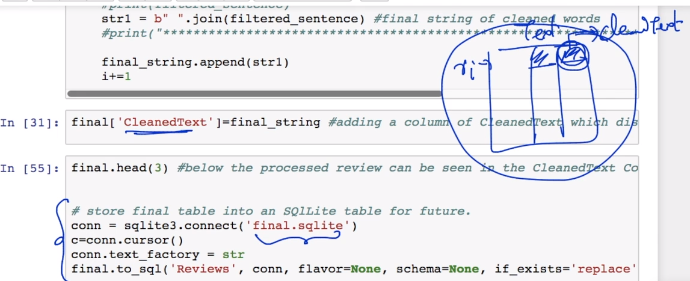 #print(filtered_sentence)
str1 = b" ".join(filtered_sentence) #final string of cleaned words
#print("***********************************************************
final_string.append(str1)
i+=1
Text → CleanText
ri→
In [31]: final['CleanedText']=final_string #adding a column of CleanedText which dis
In [55]: final.head(3) #below the processed review can be seen in the CleanedText Co
# store final table into an SQlLite table for future.
conn = sqlite3.connect('final.sqlite')
c=conn.cursor()
conn.text_factory = str
final.to_sql('Reviews', conn, flavor=None, schema=None, if_exists='replace'